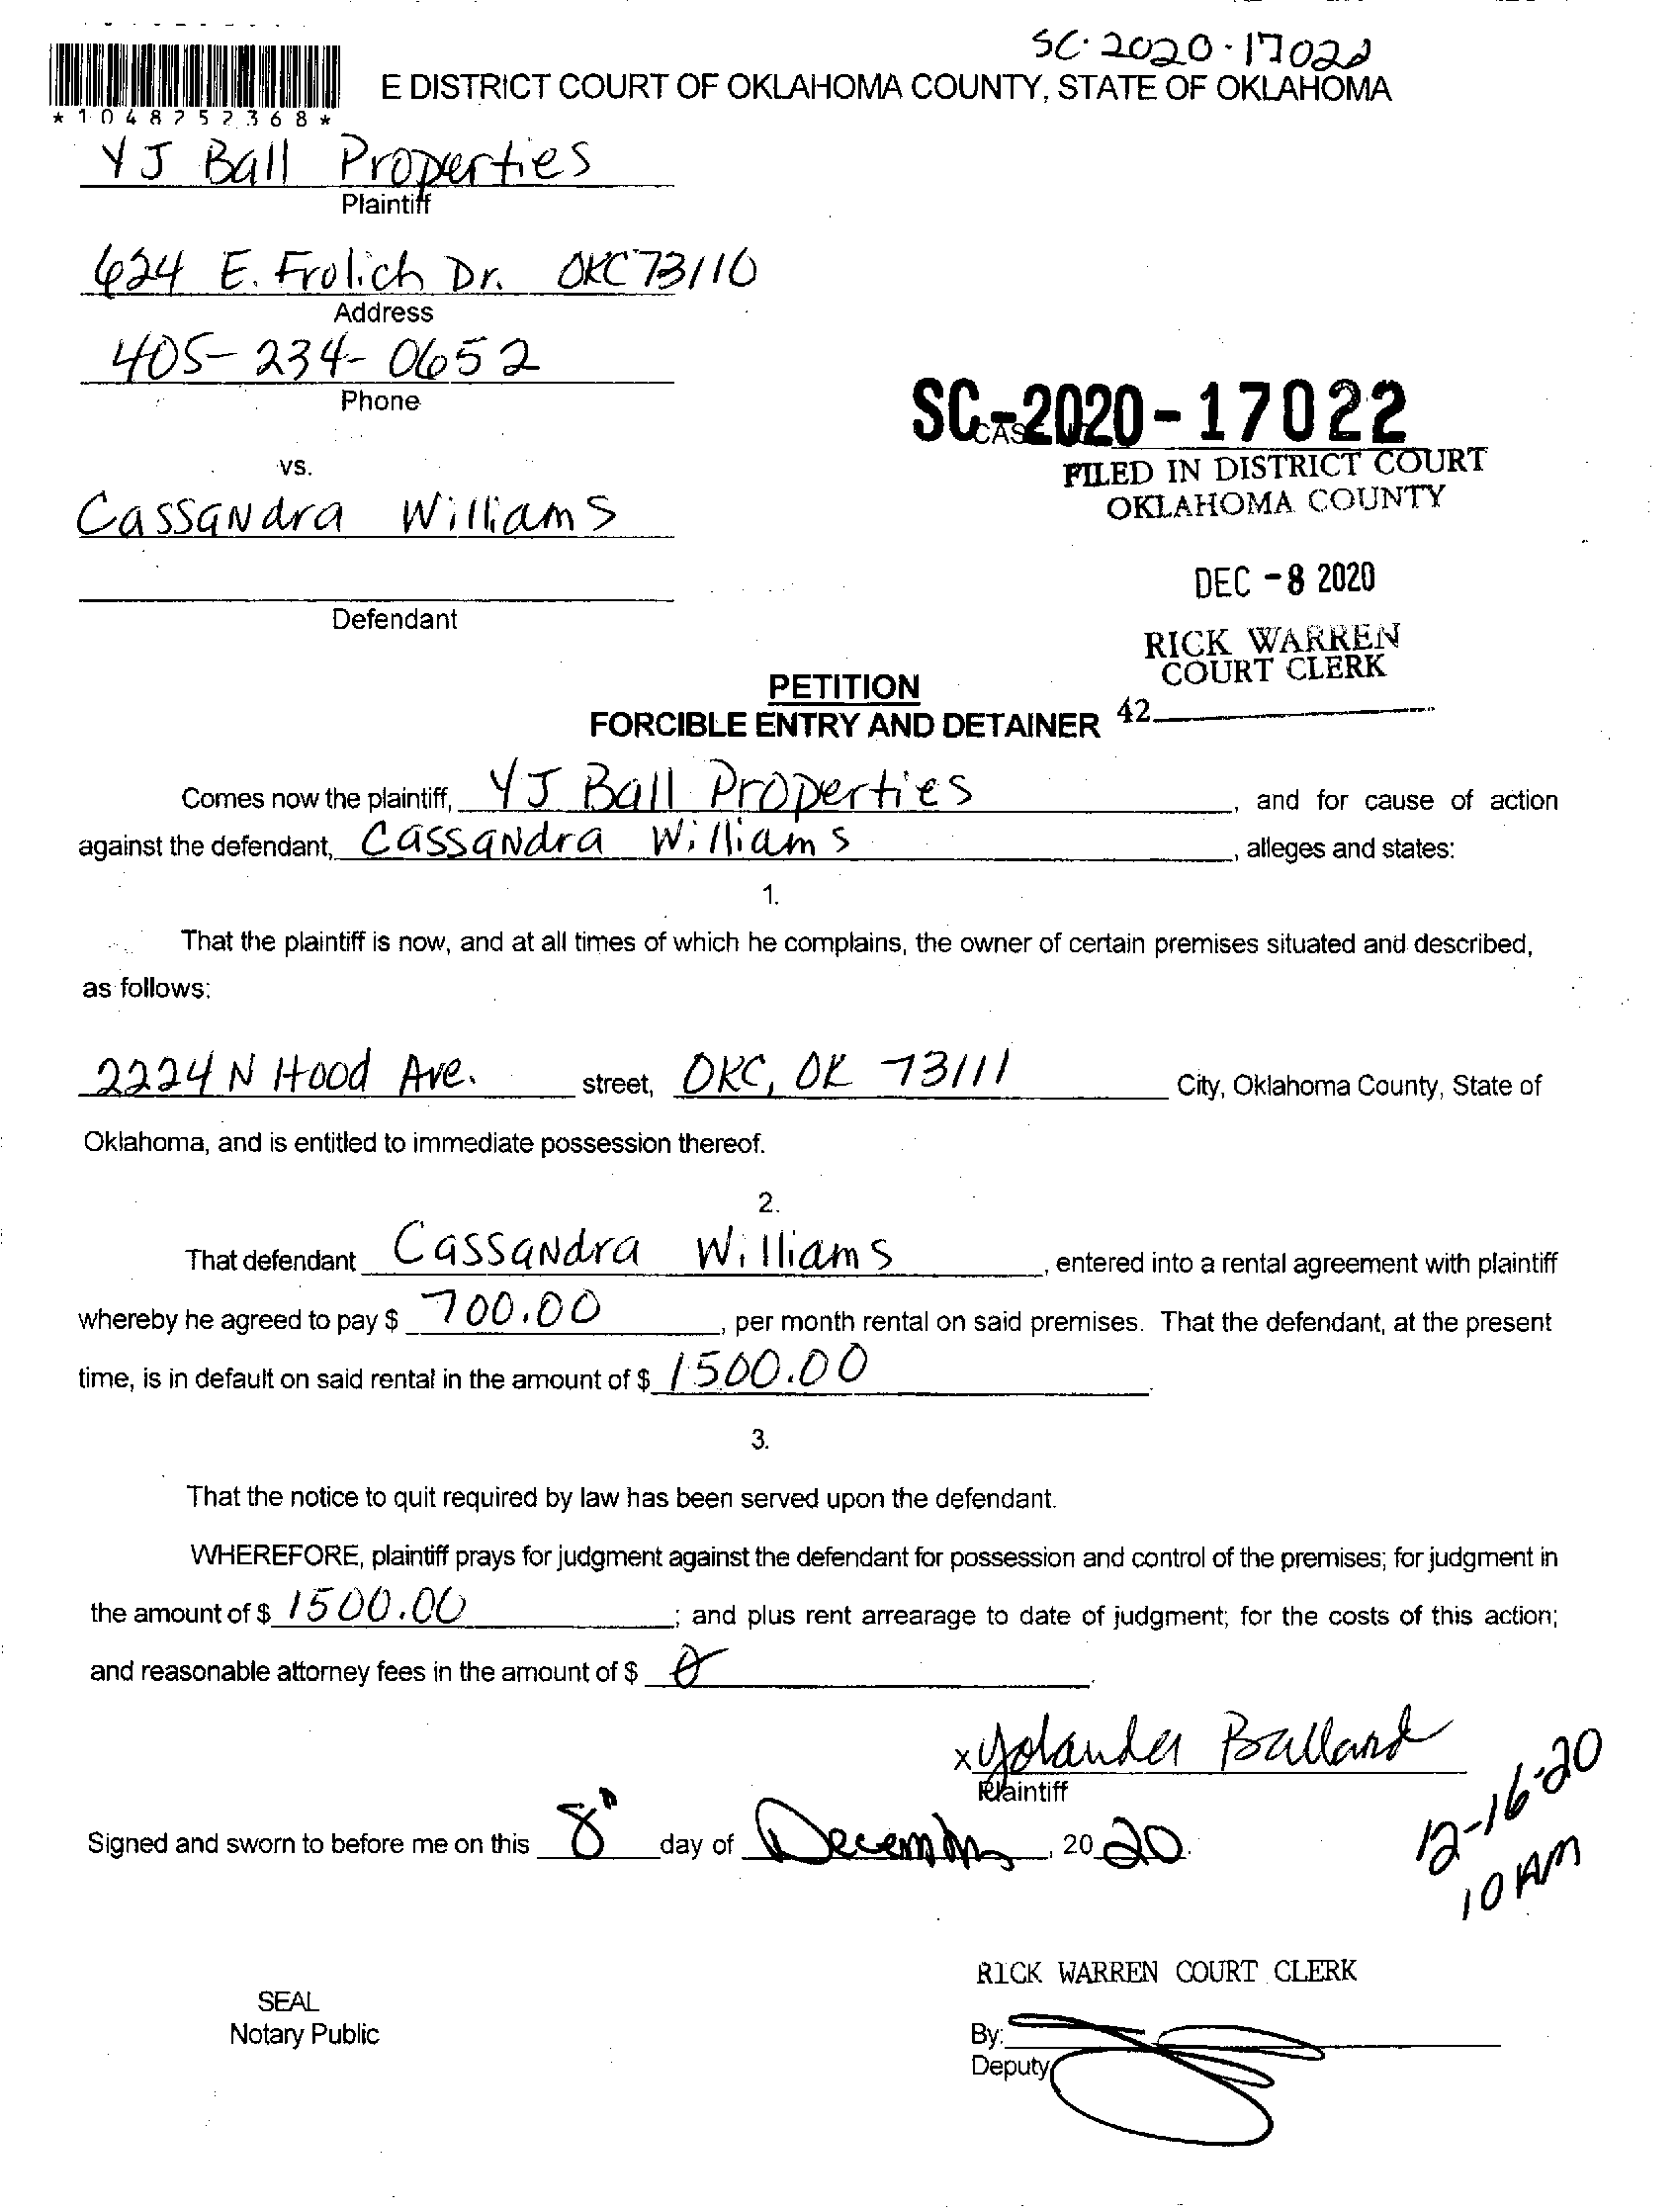 SC-2020-17022
E DISTRICT COURT OF OKLAHOMA COUNTY, STATE OF OKLAHOMA
*1048252368*
YJ Ball Properties
Plaintiff
624 E. Frolich Dr. OKC 73110
Address
405-234-0652
Phone
SC-2020-17022
CAS
vs.
FILED IN DISTRICT COURT
OKLAHOMA COUNTY
Cassandra Williams
DEC -8 2020
Defendant
RICK WARREN
COURT CLERK
PETITION
FORCIBLE ENTRY AND DETAINER
42
Comes now the plaintiff, YJ Ball Properties, and for cause of action
against the defendant, Cassandra Williams, alleges and states:
1.
That the plaintiff is now, and at all times of which he complains, the owner of certain premises situated and described,
as follows:
2224 N Hood Ave. street, OKC, OK 73111 City, Oklahoma County, State of
Oklahoma, and is entitled to immediate possession thereof.
2.
That defendant Cassandra Williams, entered into a rental agreement with plaintiff
whereby he agreed to pay $ 700.00, per month rental on said premises. That the defendant, at the present
time, is in default on said rental in the amount of $ 1500.00.
3.
That the notice to quit required by law has been served upon the defendant.
WHEREFORE, plaintiff prays for judgment against the defendant for possession and control of the premises; for judgment in
the amount of $ 1500.00; and plus rent arrearage to date of judgment; for the costs of this action;
and reasonable attorney fees in the amount of $ 0.
x Yolanda Ballard
Plaintiff
12-16-20
10 AM
Signed and sworn to before me on this 8th day of December, 2020.
RICK WARREN COURT CLERK
SEAL
Notary Public
By:
Deputy